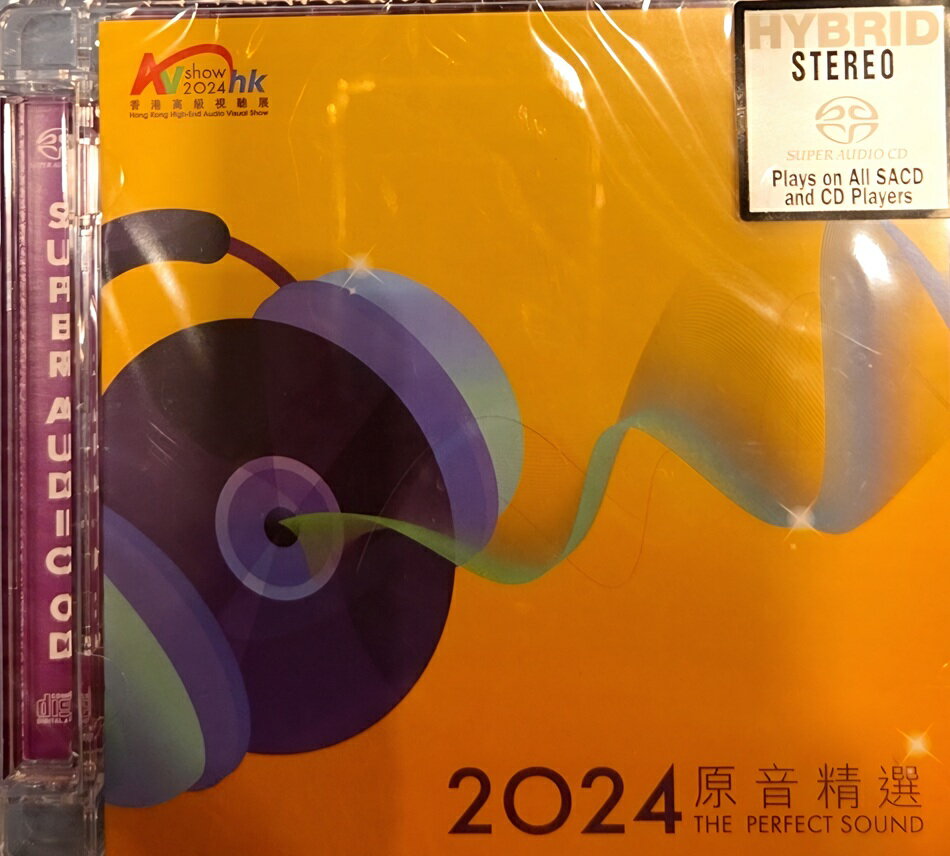 AVshow
2024hk
香港高級視聽展
Hong Kong High-End Audio Visual Show
HYBRID
STEREO
SUPER AUDIO CD
Plays on All SACD
and CD Players
SUPER AUDIO CD
2024 原音精選
THE PERFECT SOUND